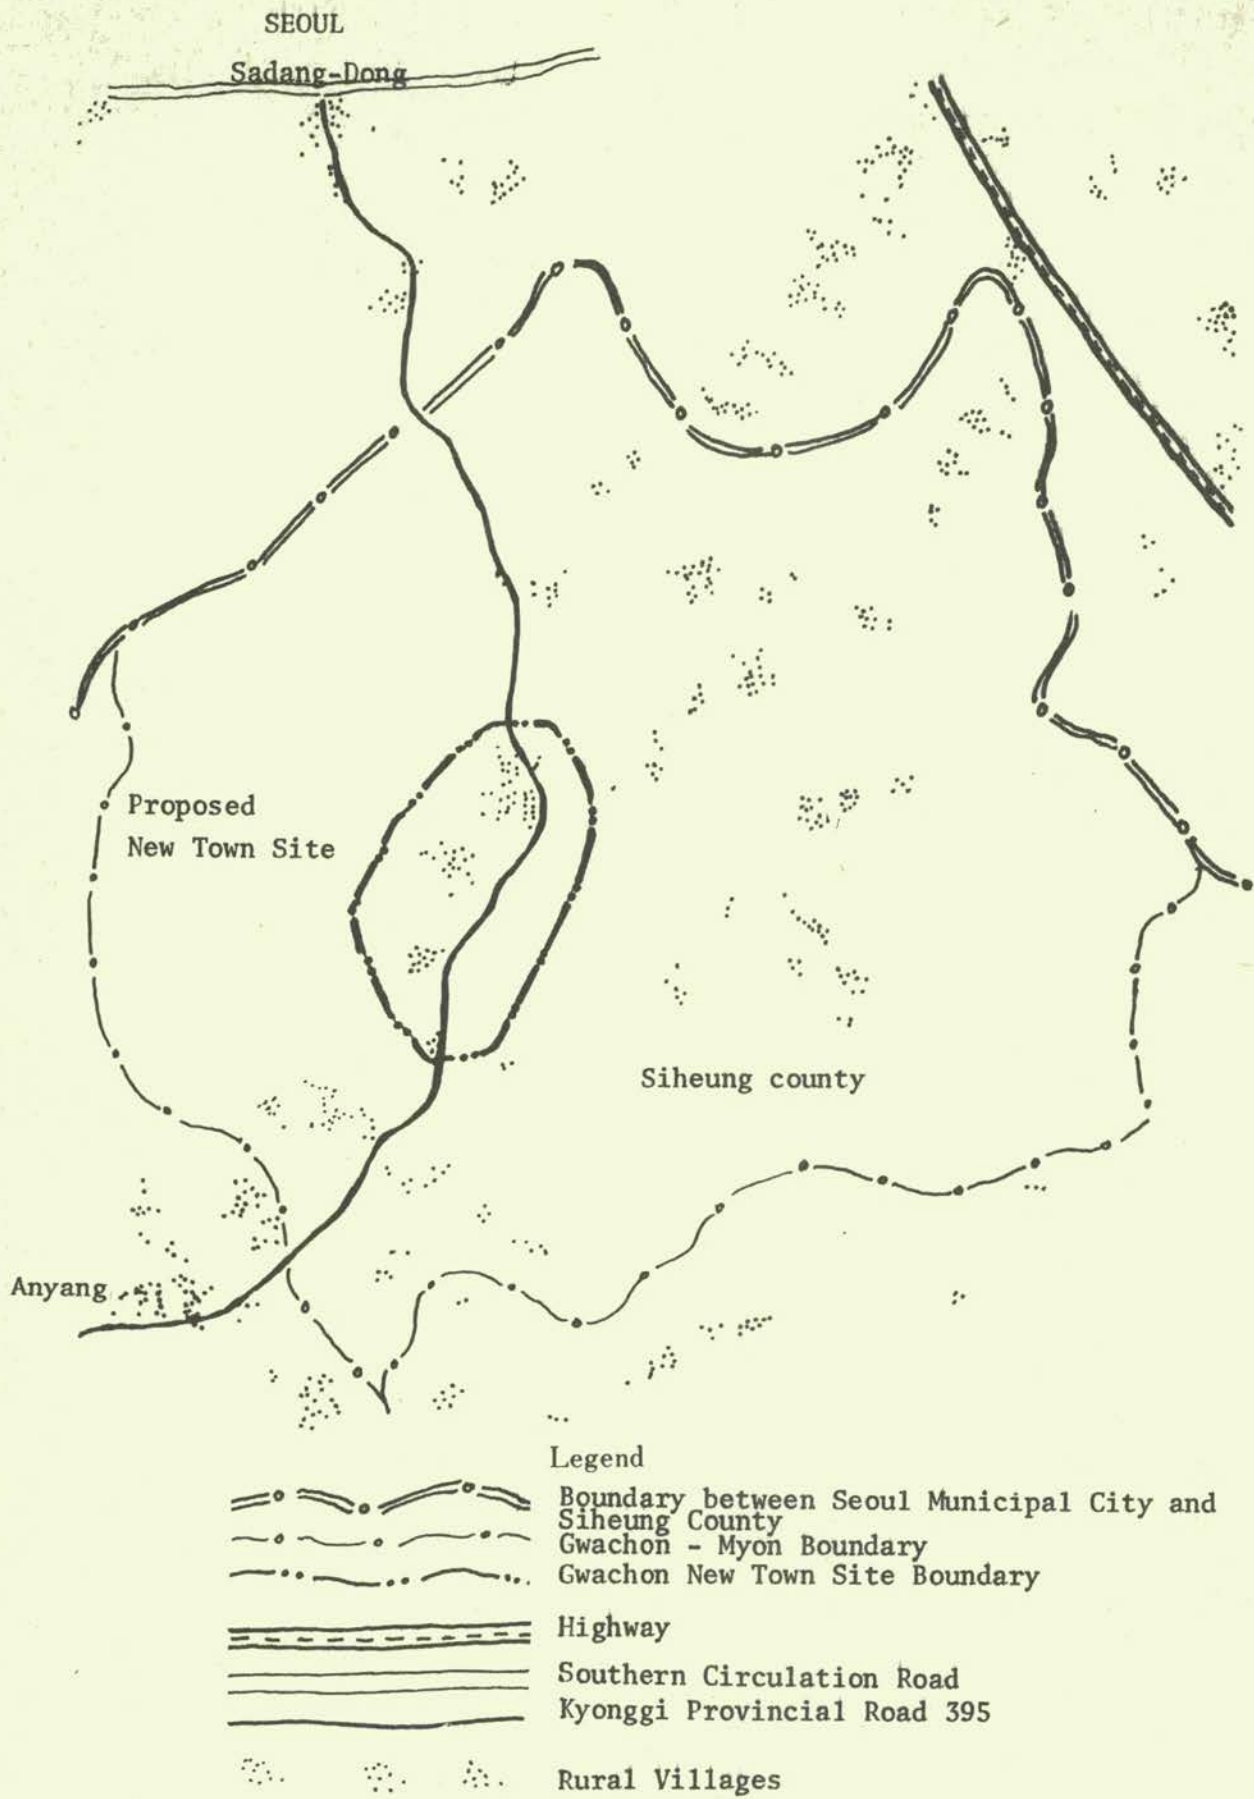 SEOUL
Sadang-Dong
Proposed
New Town Site
Siheung county
Anyang
Legend
Boundary between Seoul Municipal City and
Siheung County
Gwachon - Myon Boundary
Gwachon New Town Site Boundary
Highway
Southern Circulation Road
Kyonggi Provincial Road 395
Rural Villages